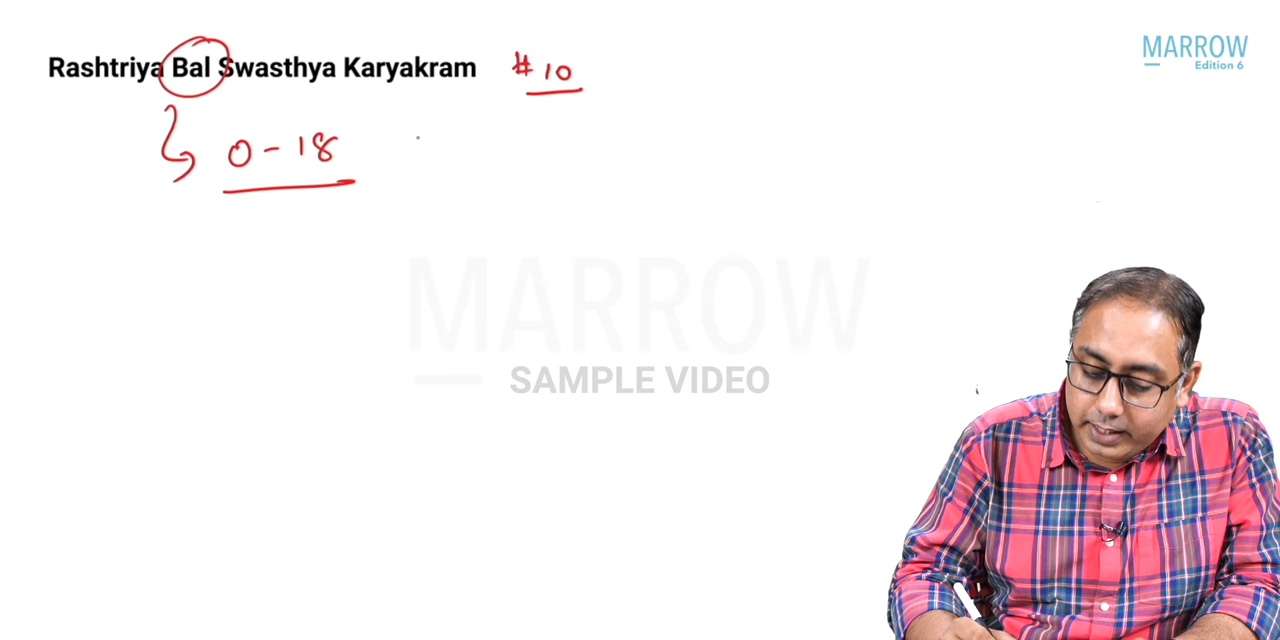 Rashtriya Bal Swasthya Karyakram # 10
MARROW
Edition 6
0-18
MARROW
SAMPLE VIDEO